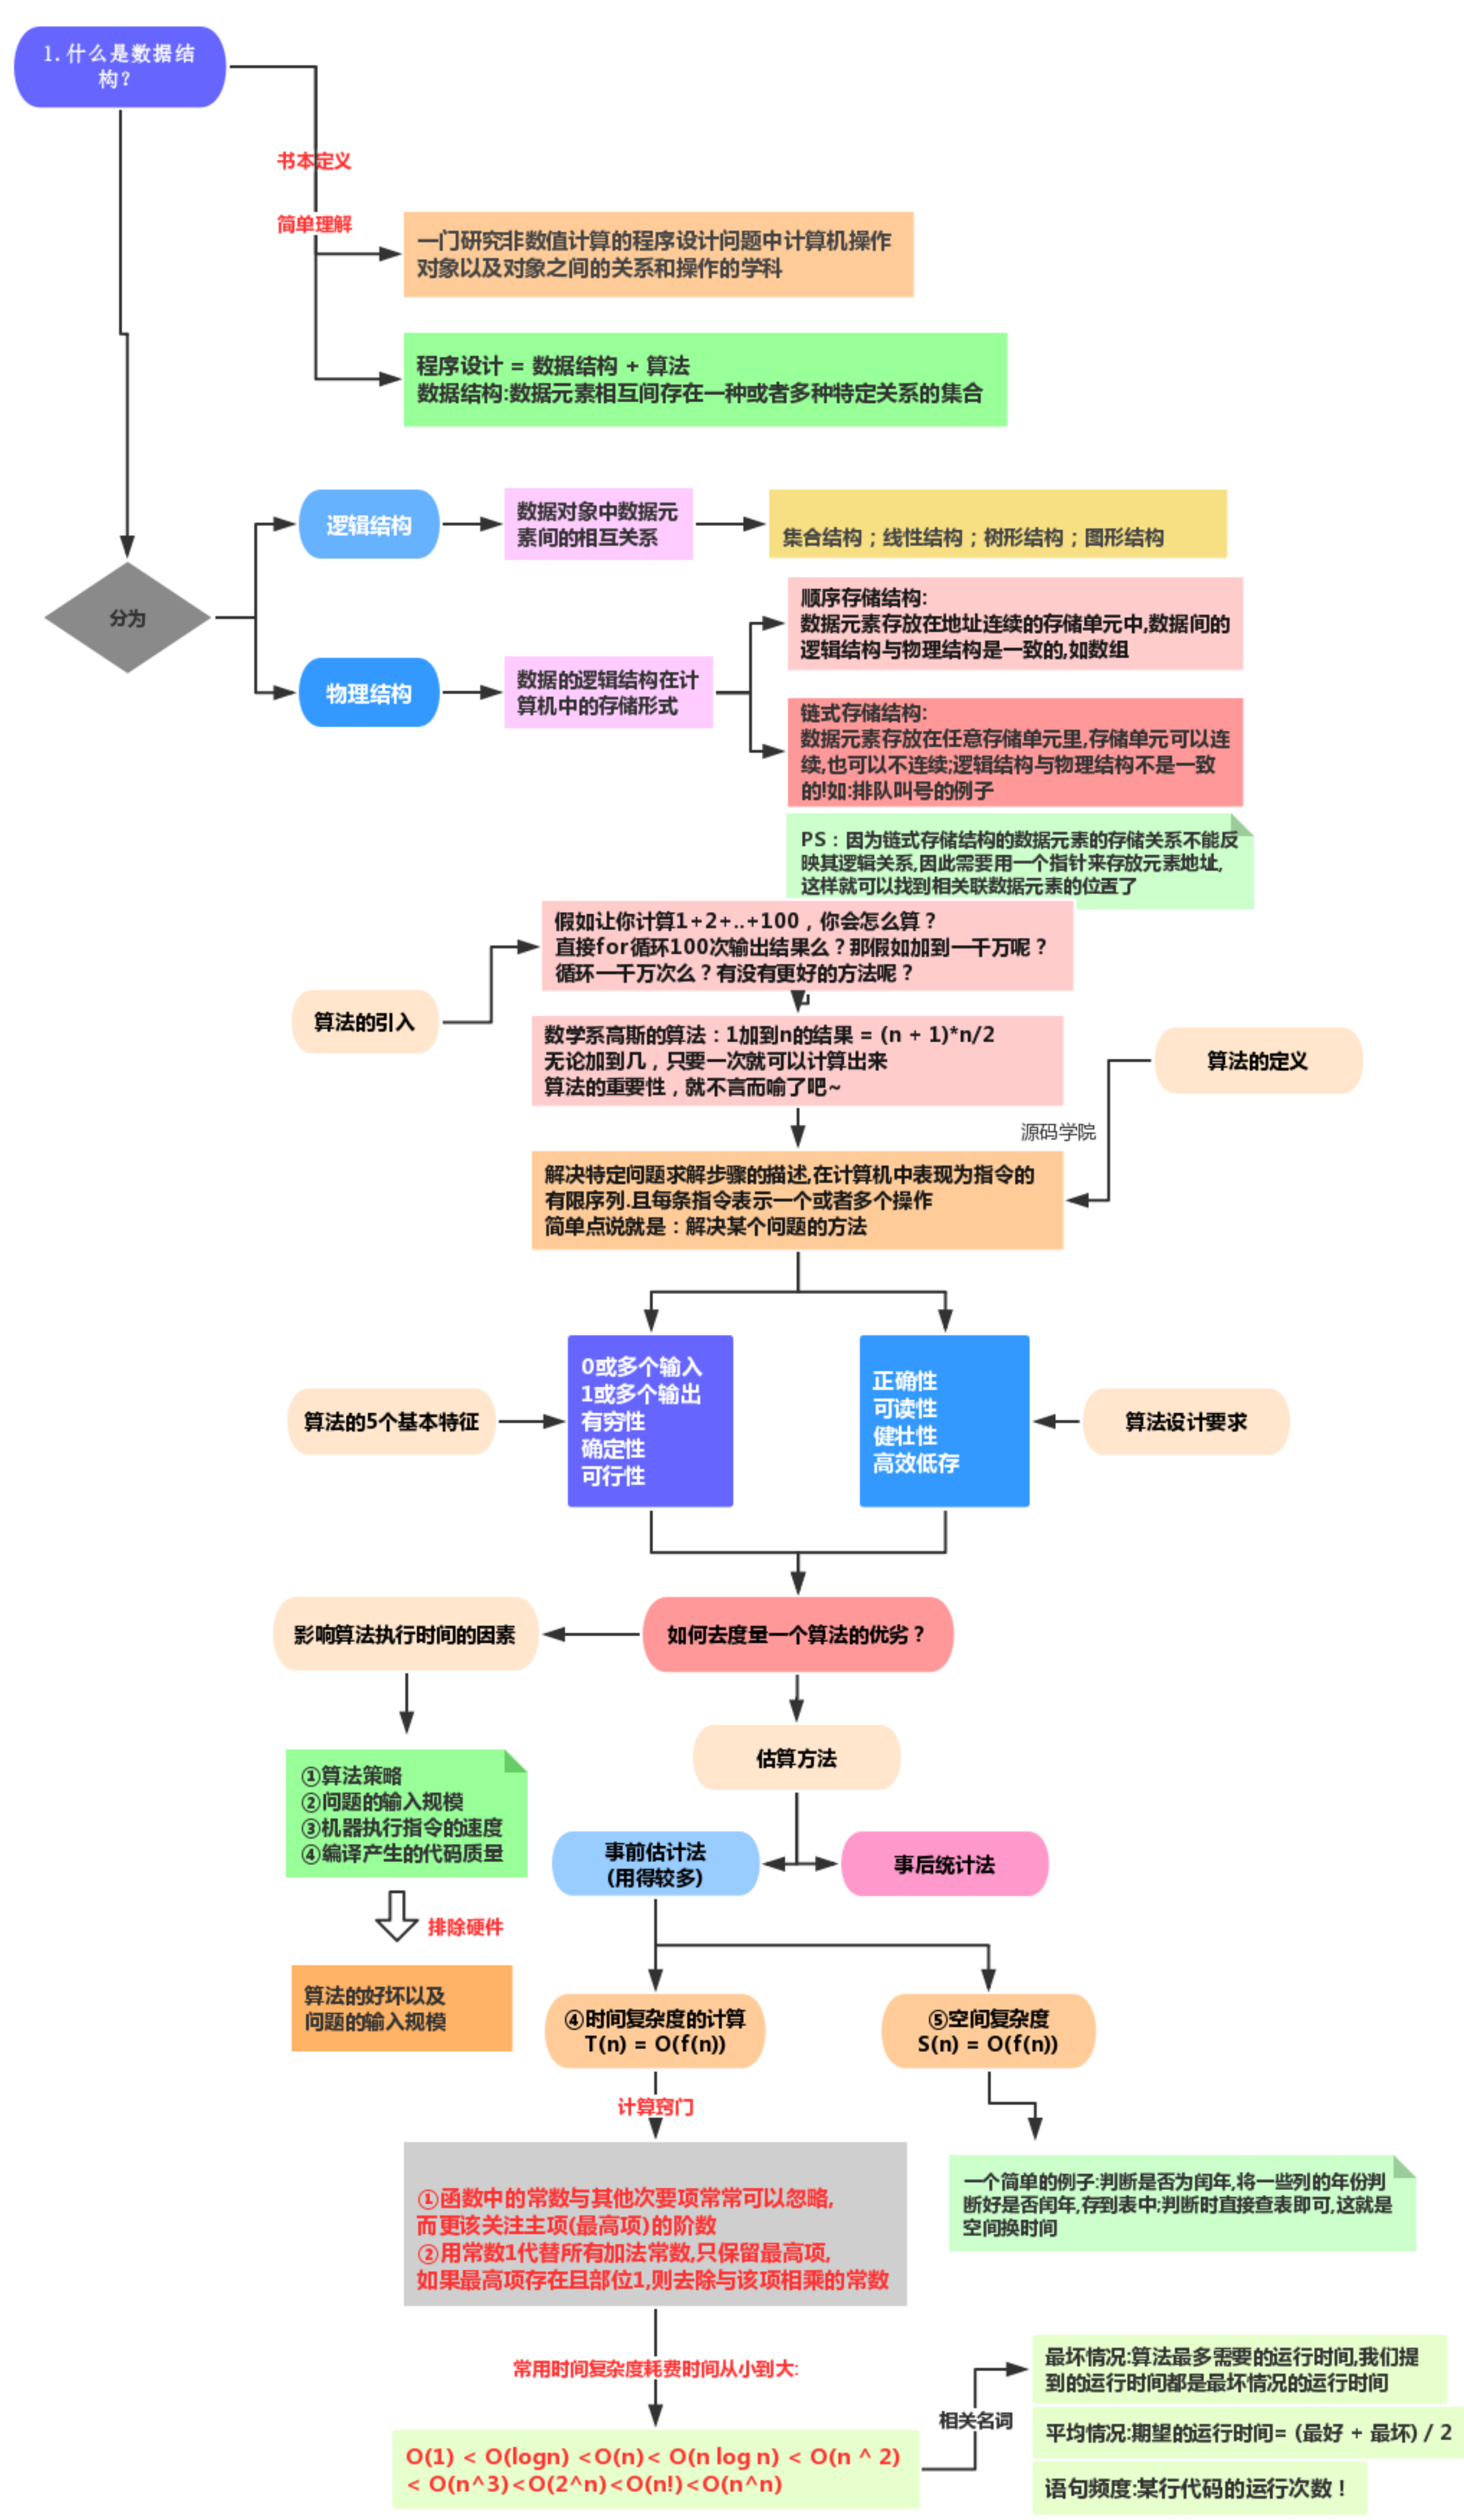 1.什么是数据结
构?
书本定义
简单理解
一门研究非数值计算的程序设计问题中计算机操作
对象以及对象之间的关系和操作的学科
程序设计 = 数据结构 + 算法
数据结构:数据元素相互间存在一种或者多种特定关系的集合
逻辑结构
数据对象中数据元
素间的相互关系
集合结构；线性结构；树形结构；图形结构
分为
物理结构
数据的逻辑结构在计
算机中的存储形式
顺序存储结构:
数据元素存放在地址连续的存储单元中,数据间的
逻辑结构与物理结构是一致的,如数组
链式存储结构:
数据元素存放在任意存储单元里,存储单元可以连
续,也可以不连续;逻辑结构与物理结构不是一致
的!如:排队叫号的例子
PS：因为链式存储结构的数据元素的存储关系不能反
映其逻辑关系,因此需要用一个指针来存放元素地址,
这样就可以找到相关联数据元素的位置了
假如让你计算1+2+..+100，你会怎么算？
直接for循环100次输出结果么？那假如加到一千万呢？
循环一千万次么？有没有更好的方法呢？
算法的引入
数学系高斯的算法：1加到n的结果 = (n + 1)*n/2
无论加到几，只要一次就可以计算出来
算法的重要性，就不言而喻了吧~
算法的定义
源码学院
解决特定问题求解步骤的描述,在计算机中表现为指令的
有限序列.且每条指令表示一个或者多个操作
简单点说就是：解决某个问题的方法
算法的5个基本特征
0或多个输入
1或多个输出
有穷性
确定性
可行性
正确性
可读性
健壮性
高效低存
算法设计要求
影响算法执行时间的因素
如何去度量一个算法的优劣？
估算方法
①算法策略
②问题的输入规模
③机器执行指令的速度
④编译产生的代码质量
事前估计法
(用得较多)
事后统计法
排除硬件
算法的好坏以及
问题的输入规模
④时间复杂度的计算
T(n) = O(f(n))
⑤空间复杂度
S(n) = O(f(n))
计算窍门
①函数中的常数与其他次要项常常可以忽略,
而更该关注主项(最高项)的阶数
②用常数1代替所有加法常数,只保留最高项,
如果最高项存在且部位1,则去除与该项相乘的常数
一个简单的例子:判断是否为闰年,将一些列的年份判
断好是否闰年,存到表中;判断时直接查表即可,这就是
空间换时间
常用时间复杂度耗费时间从小到大:
O(1) < O(logn) <O(n)< O(n log n) < O(n ^ 2)
< O(n^3)<O(2^n)<O(n!)<O(n^n)
相关名词
最坏情况:算法最多需要的运行时间,我们提
到的运行时间都是最坏情况的运行时间
平均情况:期望的运行时间= (最好 + 最坏) / 2
语句频度:某行代码的运行次数！